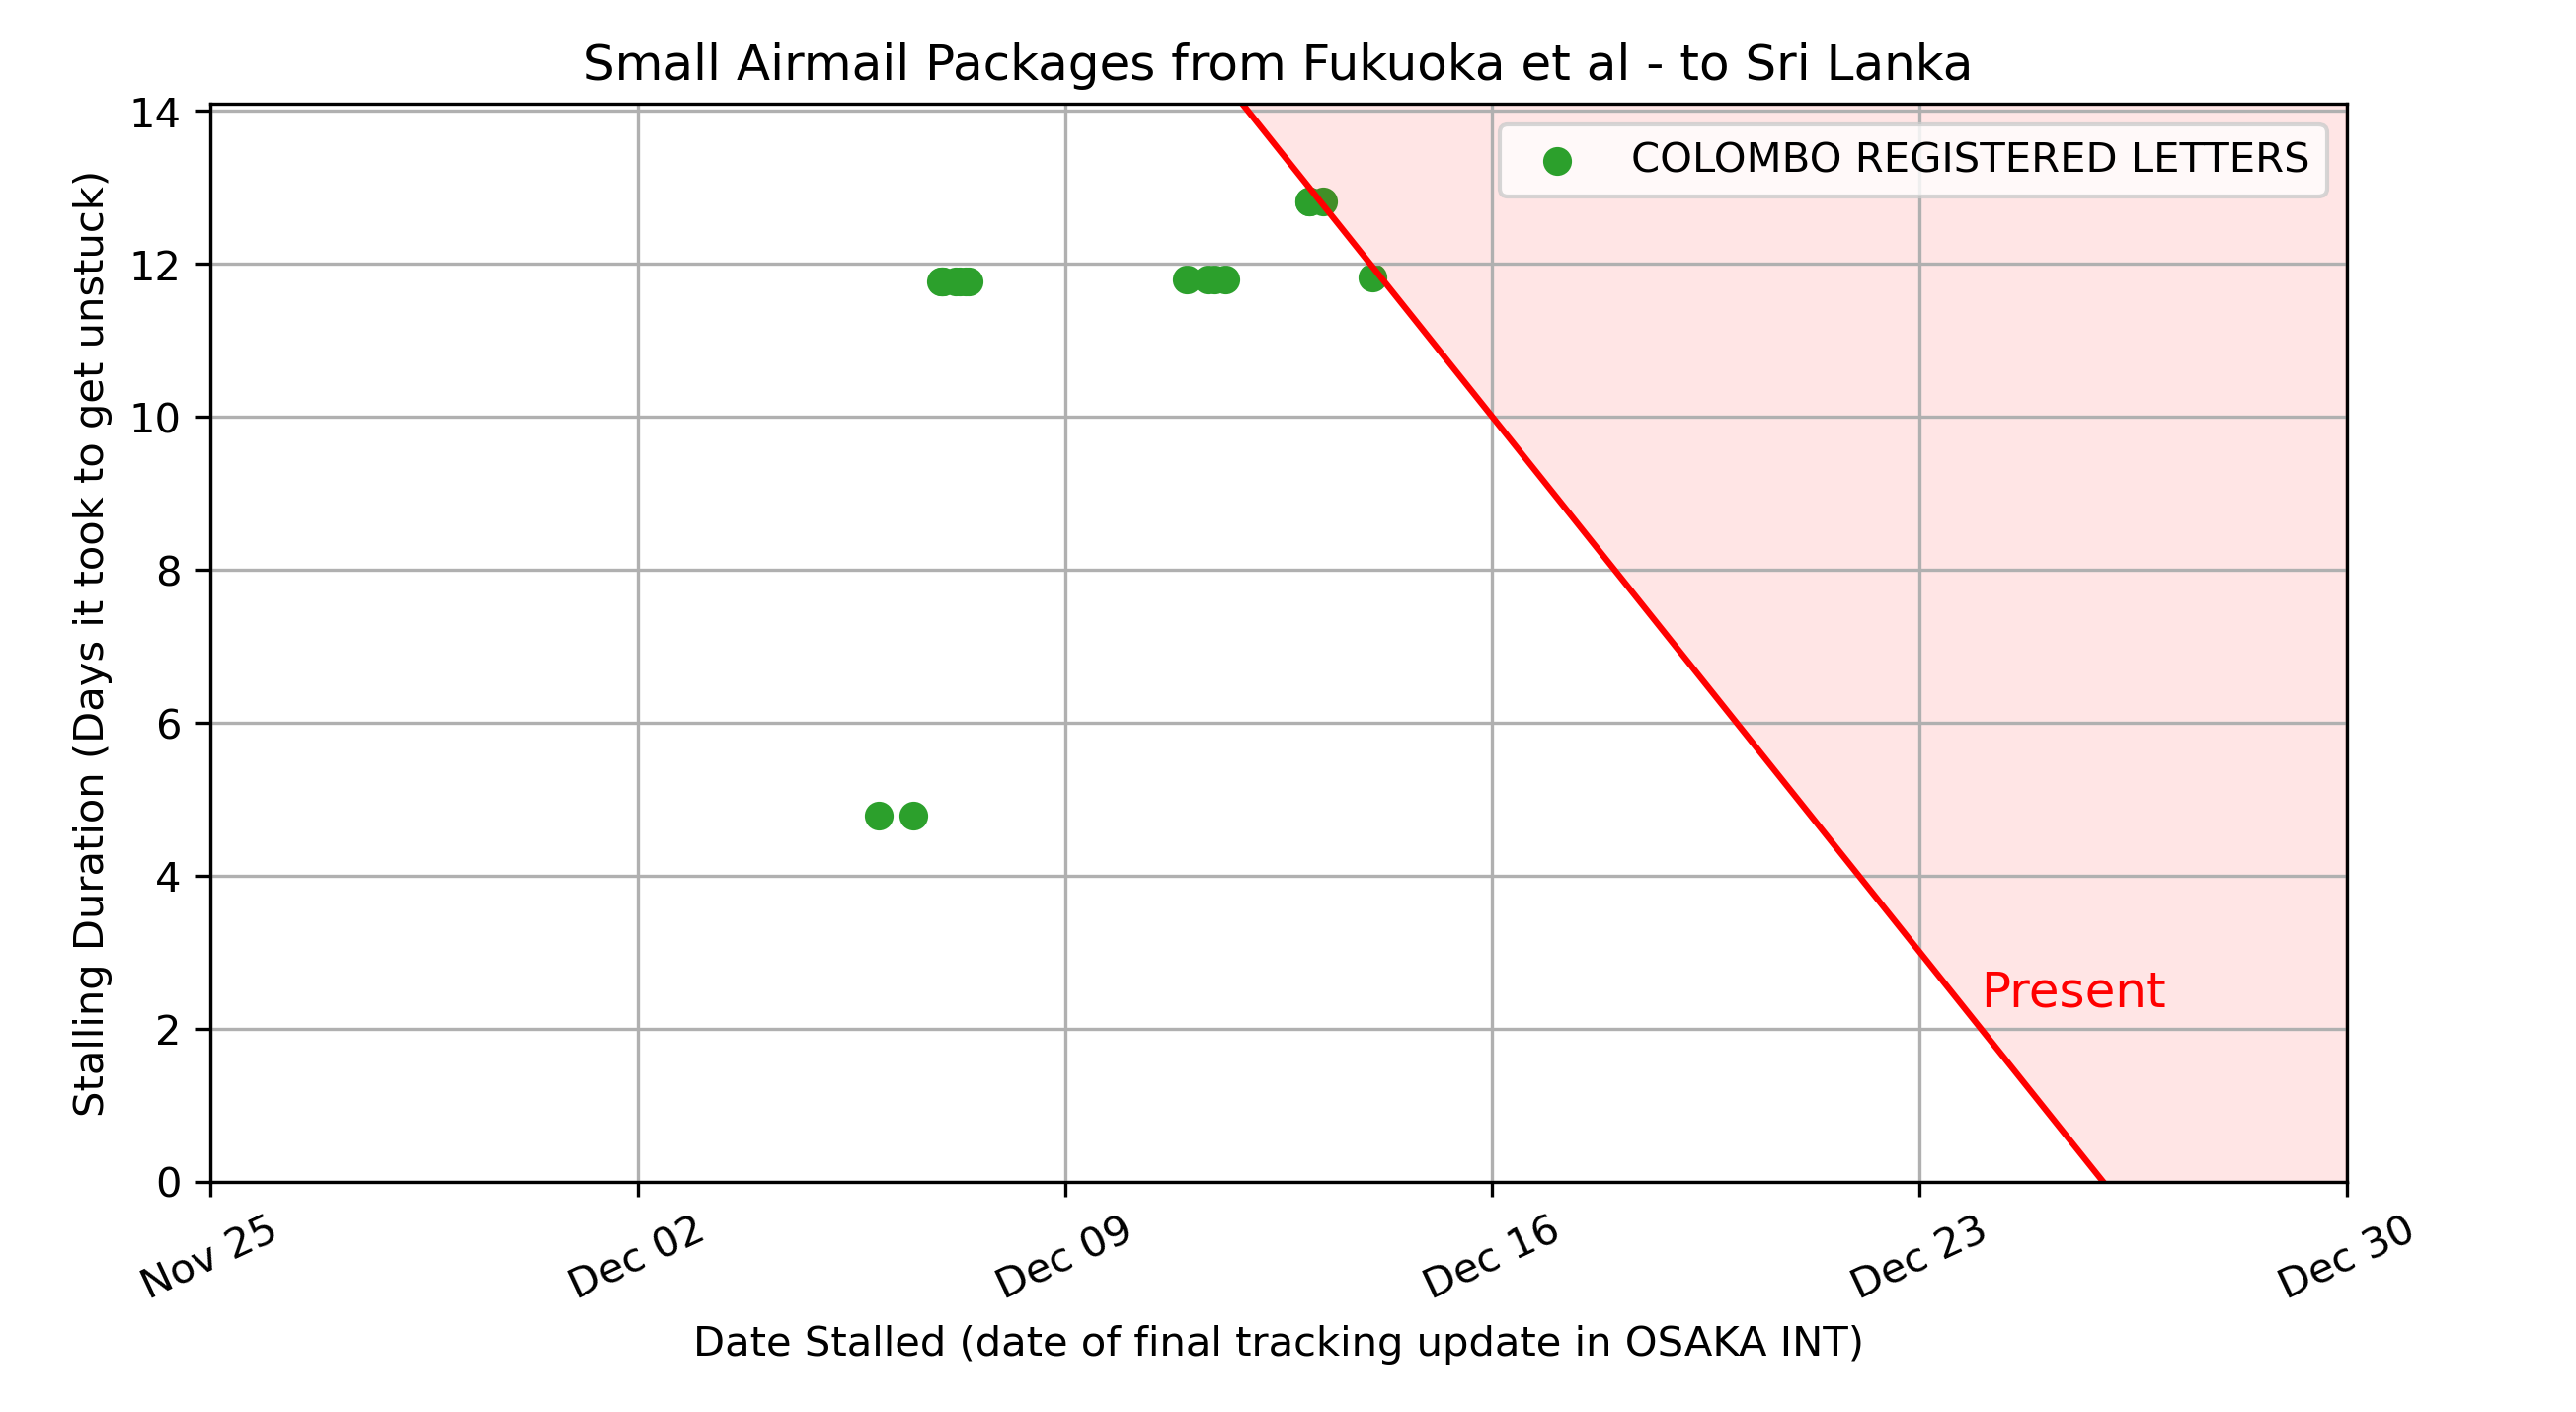 Small Airmail Packages from Fukuoka et al - to Sri Lanka
COLOMBO REGISTERED LETTERS
Stalling Duration (Days it took to get unstuck)
14
12
10
8
6
4
2
0
Present
Nov 25
Dec 02
Dec 09
Dec 16
Dec 23
Dec 30
Date Stalled (date of final tracking update in OSAKA INT)